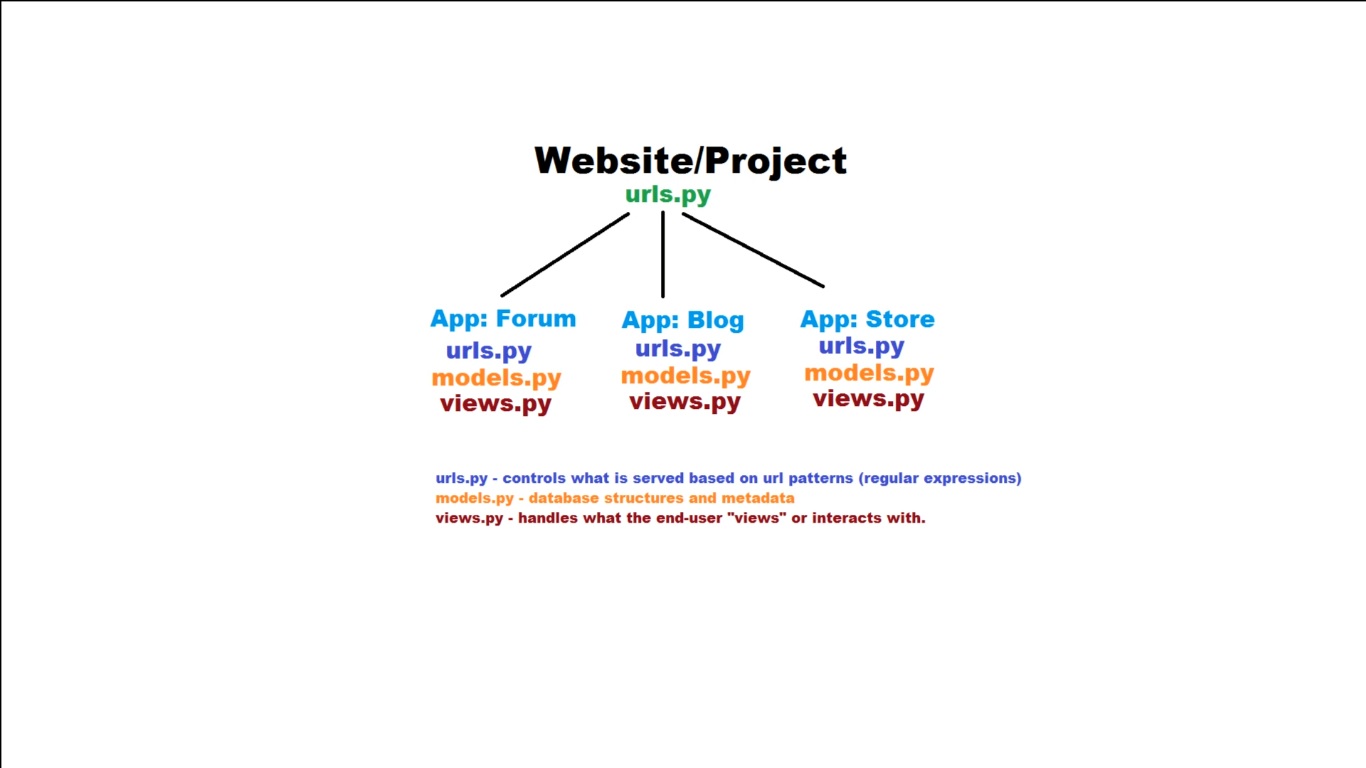 Website/Project
urls.py
App: Forum
urls.py
models.py
views.py
App: Blog
urls.py
models.py
views.py
App: Store
urls.py
models.py
views.py
urls.py - controls what is served based on url patterns (regular expressions)
models.py - database structures and metadata
views.py - handles what the end-user "views" or interacts with.